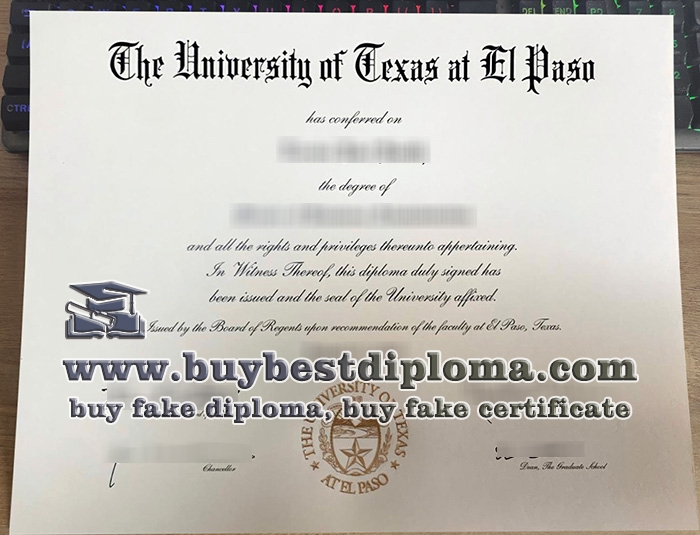 The University of Texas at El Paso
has conferred on
the degree of
and all the rights and privileges thereunto appertaining.
In Witness Thereof, this diploma duly signed has
been issued and the seal of the University affixed.
Issued by the Board of Regents upon recommendation of the faculty at El Paso, Texas.
www.buybestdiploma.com
buy fake diploma, buy fake certificate
THE UNIVERSITY OF TEXAS
AT EL PASO
Chancellor
Dean, The Graduate School